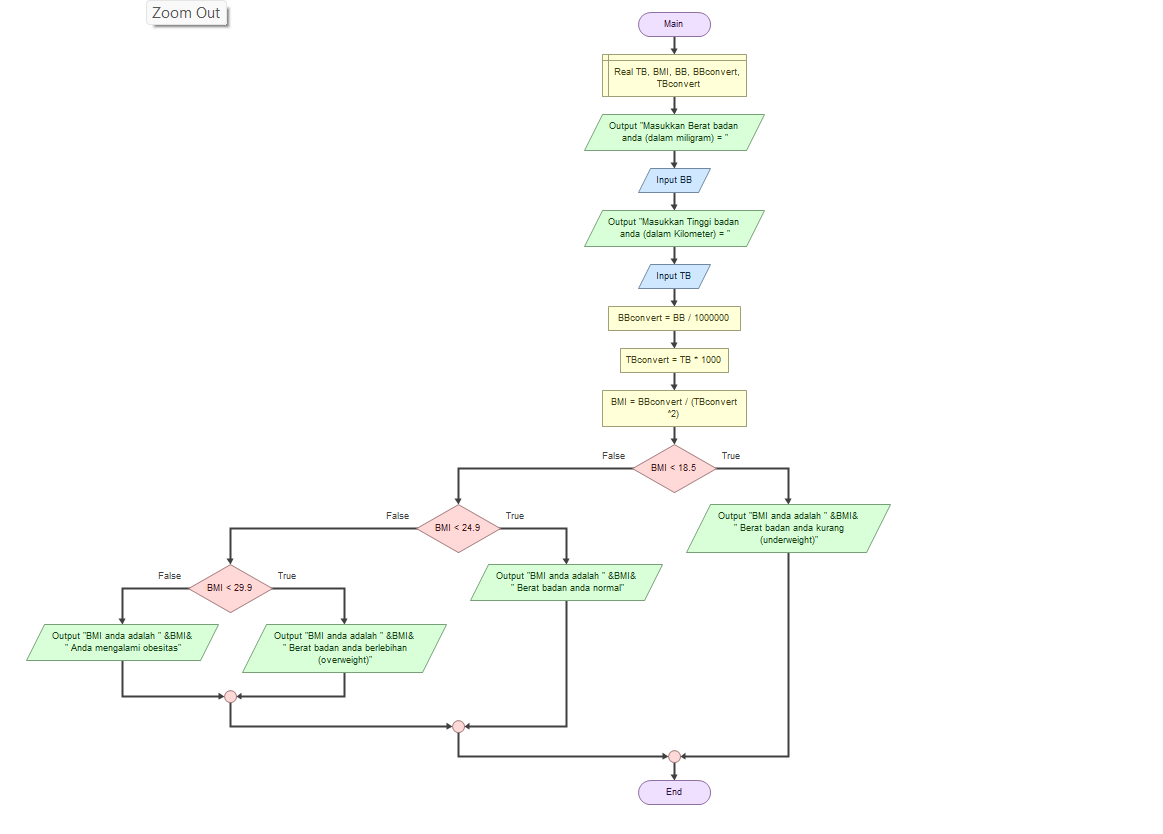 Zoom Out
Main
Real TB, BMI, BB, BBconvert,
TBconvert
Output "Masukkan Berat badan
anda (dalam miligram) = "
Input BB
Output "Masukkan Tinggi badan
anda (dalam Kilometer) = "
Input TB
BBconvert = BB / 1000000
TBconvert = TB * 1000
BMI = BBconvert / (TBconvert
^2)
False
BMI < 18.5
True
False
BMI < 24.9
True
Output "BMI anda adalah " &BMI&
" Berat badan anda kurang
(underweight)"
False
BMI < 29.9
True
Output "BMI anda adalah " &BMI&
" Berat badan anda normal"
Output "BMI anda adalah " &BMI&
" Anda mengalami obesitas"
Output "BMI anda adalah " &BMI&
" Berat badan anda berlebihan
(overweight)"
End